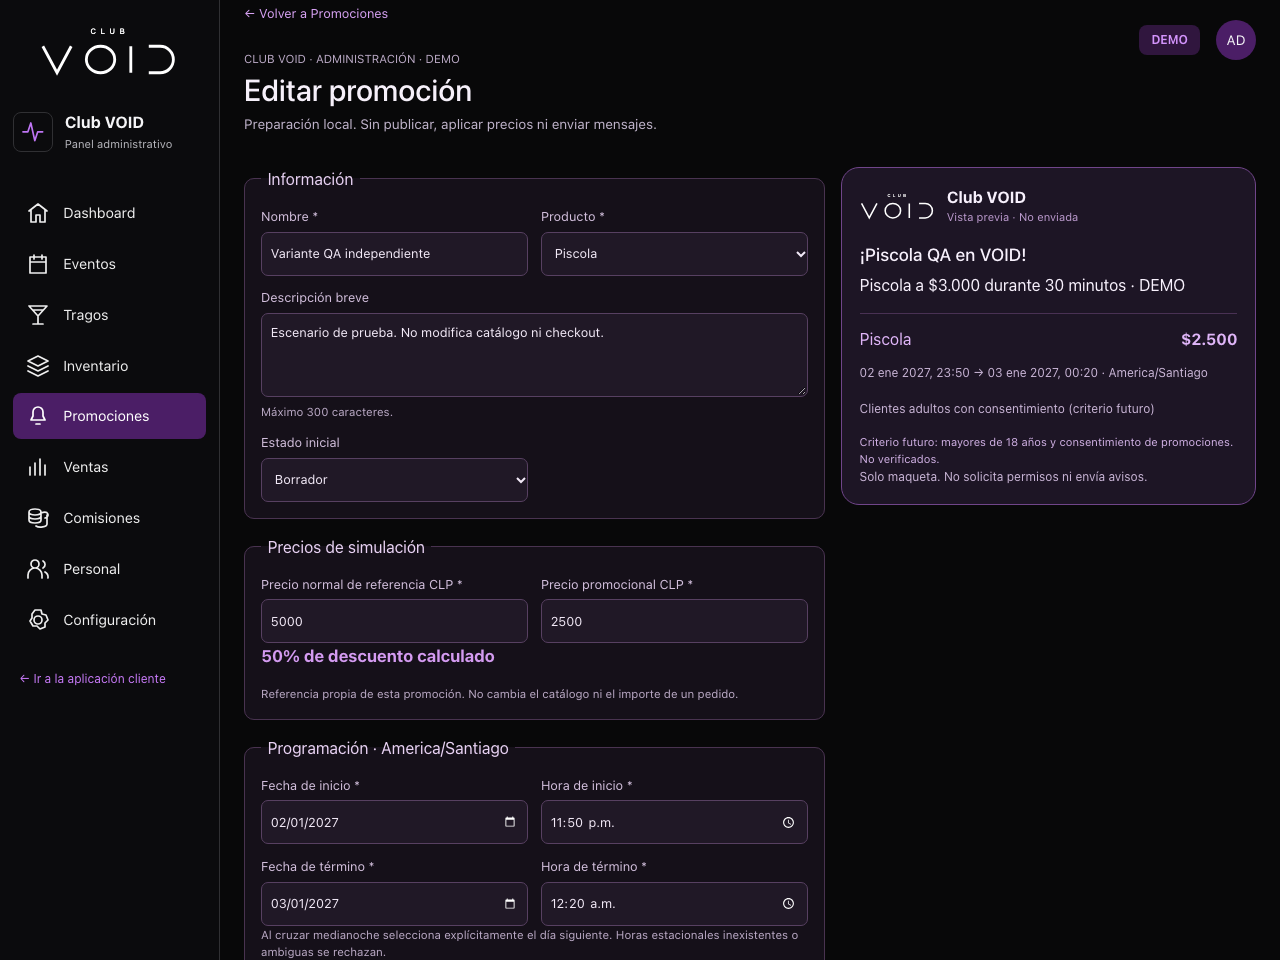 CLUB
VOID
Club VOID
Panel administrativo
Dashboard
Eventos
Tragos
Inventario
Promociones
Ventas
Comisiones
Personal
Configuración
← Ir a la aplicación cliente
← Volver a Promociones
DEMO
AD
CLUB VOID · ADMINISTRACIÓN · DEMO
Editar promoción
Preparación local. Sin publicar, aplicar precios ni enviar mensajes.
Información
Nombre *
Producto *
Variante QA independiente
Piscola
Descripción breve
Escenario de prueba. No modifica catálogo ni checkout.
Máximo 300 caracteres.
Estado inicial
Borrador
Precios de simulación
Precio normal de referencia CLP *
Precio promocional CLP *
5000
2500
50% de descuento calculado
Referencia propia de esta promoción. No cambia el catálogo ni el importe de un pedido.
Programación · America/Santiago
Fecha de inicio *
Hora de inicio *
02/01/2027
11:50 p.m.
Fecha de término *
Hora de término *
03/01/2027
12:20 a.m.
Al cruzar medianoche selecciona explícitamente el día siguiente. Horas estacionales inexistentes o
ambiguas se rechazan.
CLUB
VOID
Club VOID
Vista previa · No enviada
¡Piscola QA en VOID!
Piscola a $3.000 durante 30 minutos · DEMO
Piscola
$2.500
02 ene 2027, 23:50 → 03 ene 2027, 00:20 · America/Santiago
Clientes adultos con consentimiento (criterio futuro)
Criterio futuro: mayores de 18 años y consentimiento de promociones.
No verificados.
Solo maqueta. No solicita permisos ni envía avisos.